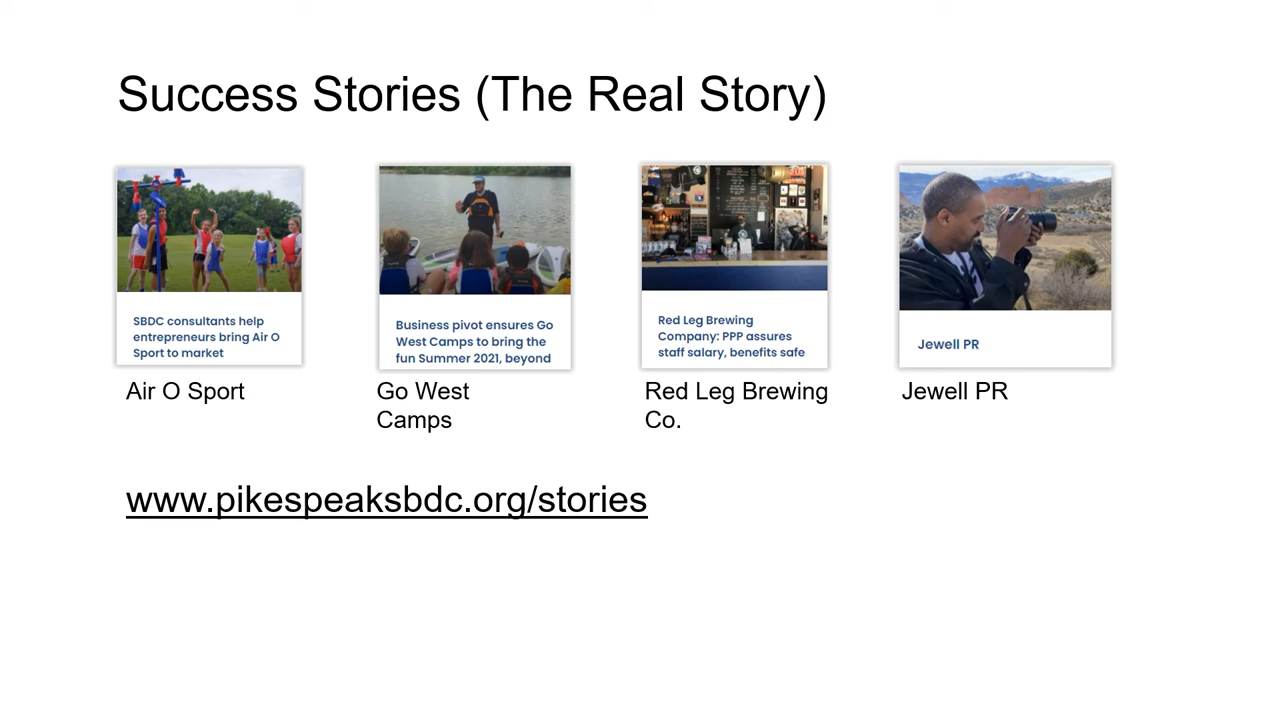 Success Stories (The Real Story)
SBDC consultants help
entrepreneurs bring Air O
Sport to market
Air O Sport
Business pivot ensures Go
West Camps to bring the
fun Summer 2021, beyond
Go West
Camps
Red Leg Brewing
Company: PPP assures
staff salary, benefits safe
Red Leg Brewing
Co.
Jewell PR
Jewell PR
www.pikespeaksbdc.org/stories